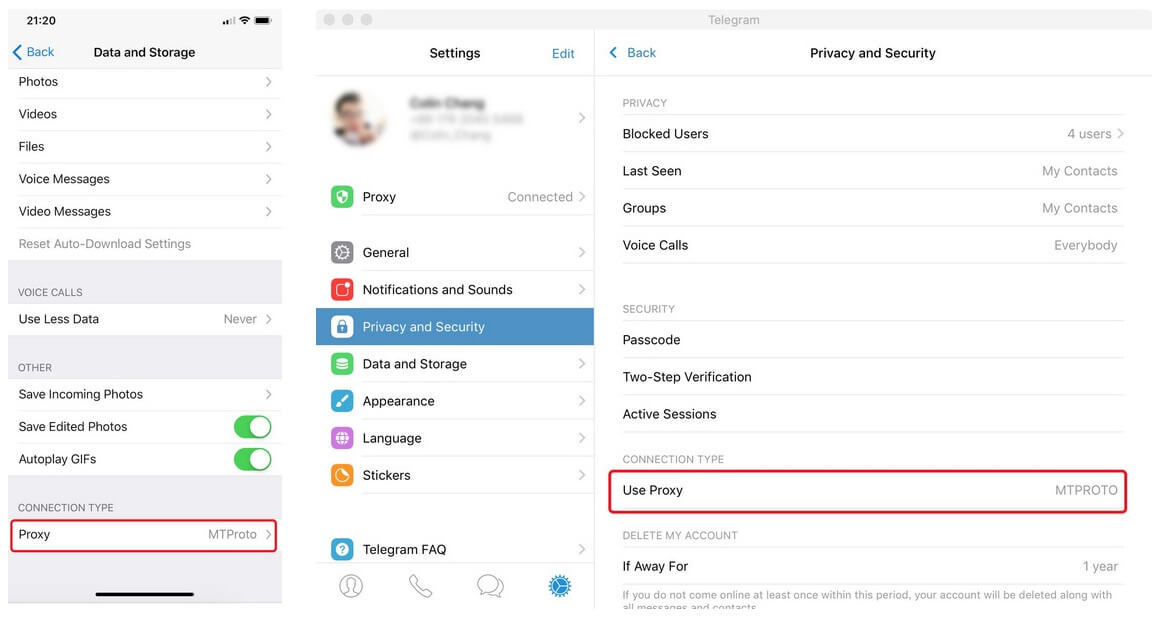 21:20
Back
Data and Storage
Photos
Videos
Files
Voice Messages
Video Messages
Reset Auto-Download Settings
VOICE CALLS
Use Less Data Never
OTHER
Save Incoming Photos
Save Edited Photos
Autoplay GIFs
CONNECTION TYPE
Proxy MTProto
Telegram
Settings Edit
Proxy Connected
General
Notifications and Sounds
Privacy and Security
Data and Storage
Appearance
Language
Stickers
Telegram FAQ
Back
Privacy and Security
PRIVACY
Blocked Users 4 users
Last Seen My Contacts
Groups My Contacts
Voice Calls Everybody
SECURITY
Passcode
Two-Step Verification
Active Sessions
CONNECTION TYPE
Use Proxy MTPROTO
DELETE MY ACCOUNT
If Away For 1 year
If you do not come online at least once within this period, your account will be deleted along with
all messages and contacts.